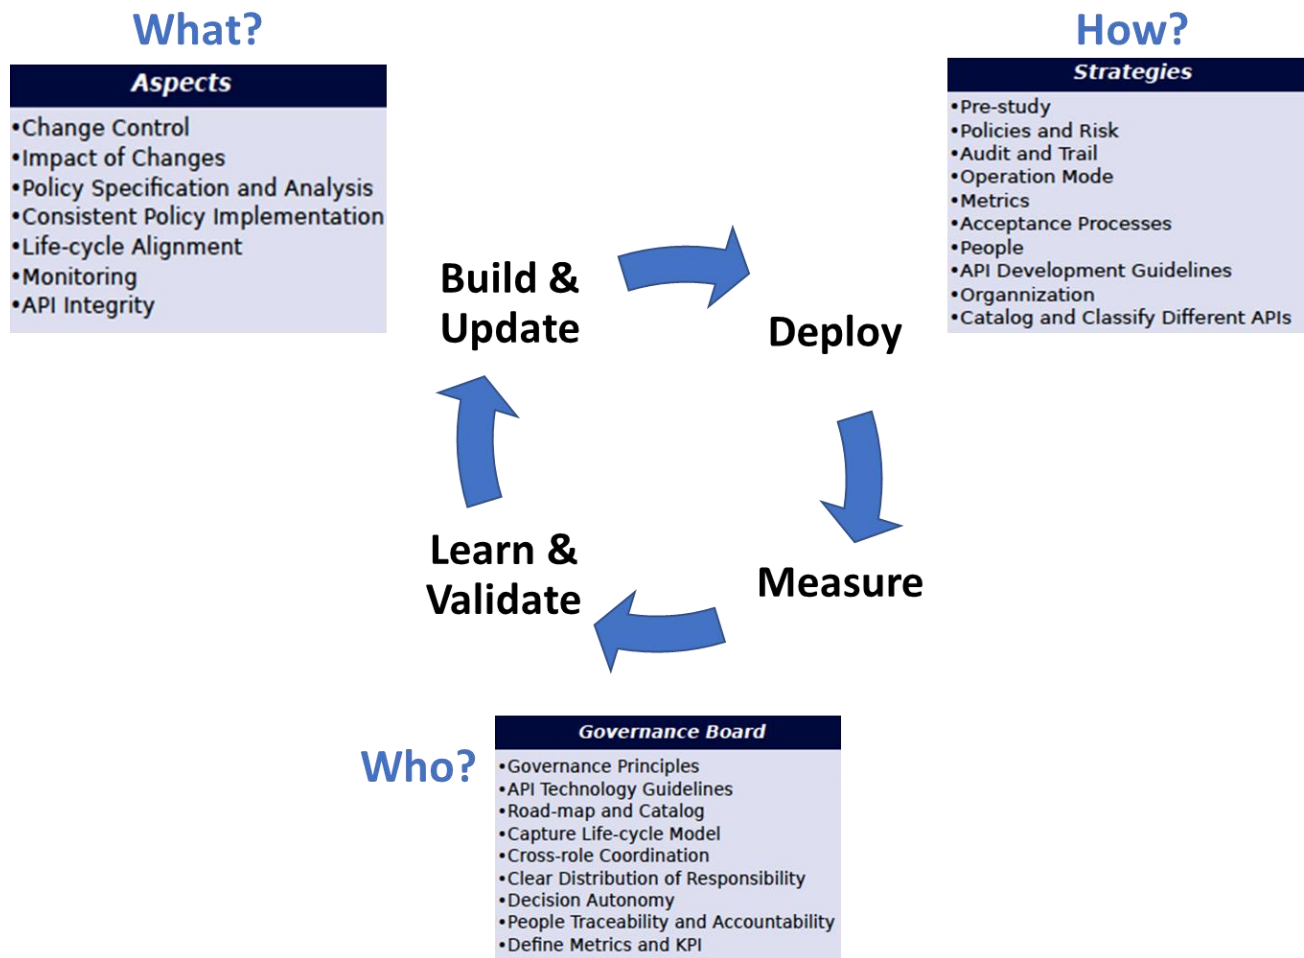 What?
Aspects
•Change Control
•Impact of Changes
•Policy Specification and Analysis
•Consistent Policy Implementation
•Life-cycle Alignment
•Monitoring
•API Integrity
How?
Strategies
•Pre-study
•Policies and Risk
•Audit and Trail
•Operation Mode
•Metrics
•Acceptance Processes
•People
•API Development Guidelines
•Organnization
•Catalog and Classify Different APIs
Build &
Update
Deploy
Measure
Learn &
Validate
Who?
Governance Board
•Governance Principles
•API Technology Guidelines
•Road-map and Catalog
•Capture Life-cycle Model
•Cross-role Coordination
•Clear Distribution of Responsibility
•Decision Autonomy
•People Traceability and Accountability
•Define Metrics and KPI